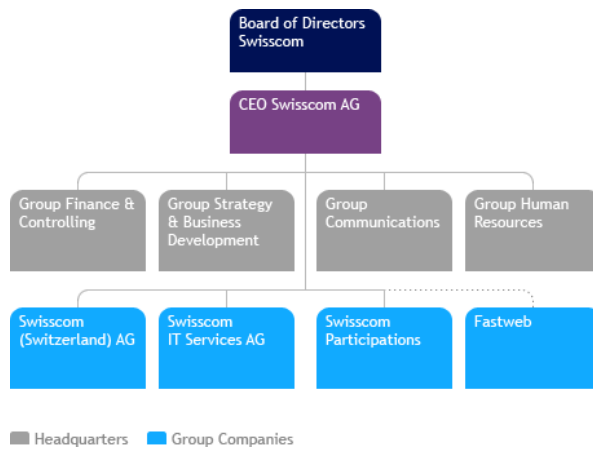 Board of Directors
Swisscom
CEO Swisscom AG
Group Finance &
Controlling
Group Strategy
& Business
Development
Group
Communications
Group Human
Resources
Swisscom
(Switzerland) AG
Swisscom
IT Services AG
Swisscom
Participations
Fastweb
Headquarters
Group Companies